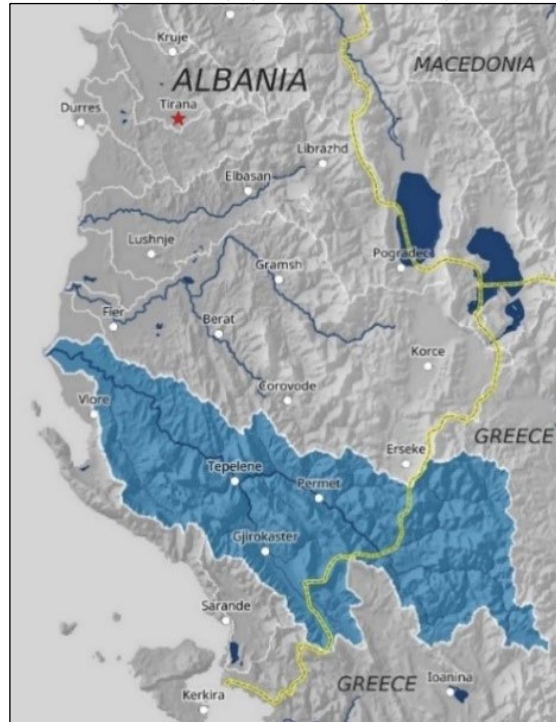 Kruje
ALBANIA
MACEDONIA
Durres
Tirana
Librazhd
Elbasan
Lushnje
Pogradec
Gramsh
Fier
Berat
Korce
Corovode
Vlore
GREECE
Erseke
Tepelene
Permet
Gjirokaster
Sarande
GREECE
Ioanina
Kerkira